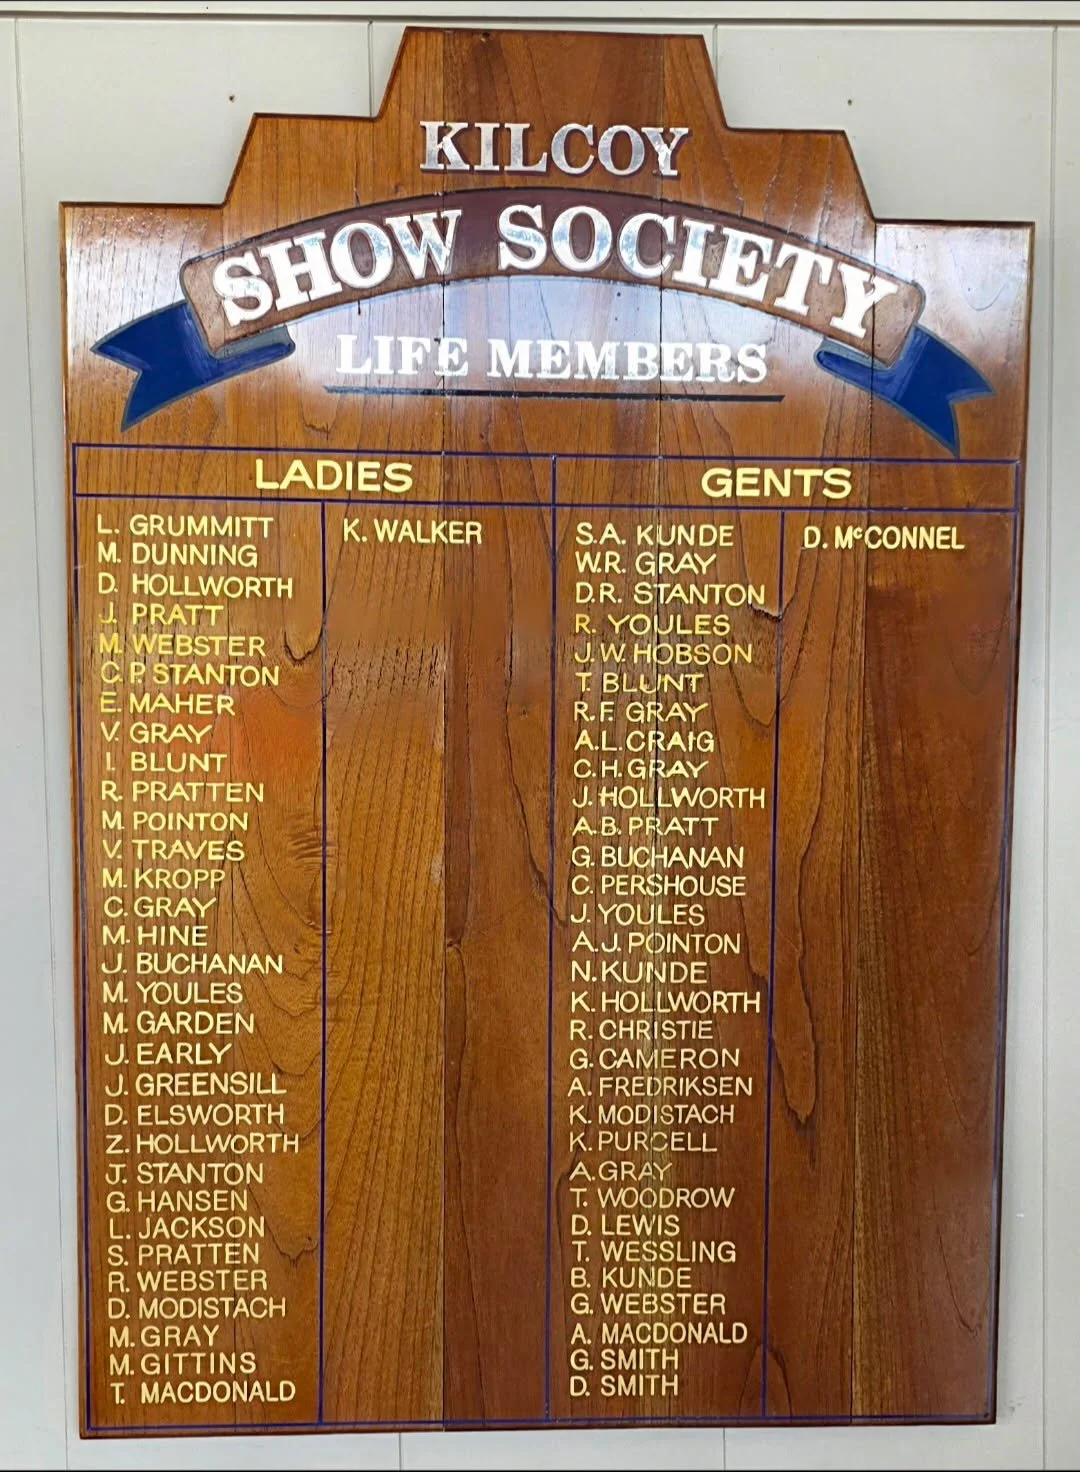 KILCOY
SHOW SOCIETY
LIFE MEMBERS
LADIES
L. GRUMMITT
M. DUNNING
D. HOLLWORTH
J. PRATT
M. WEBSTER
C. P. STANTON
E. MAHER
V. GRAY
I. BLUNT
R. PRATTEN
M. POINTON
V. TRAVES
M. KROPP
C. GRAY
M. HINE
J. BUCHANAN
M. YOULES
M. GARDEN
J. EARLY
J. GREENSILL
D. ELSWORTH
Z. HOLLWORTH
J. STANTON
G. HANSEN
L. JACKSON
S. PRATTEN
R. WEBSTER
D. MODISTACH
M. GRAY
M. GITTINS
T. MACDONALD
K. WALKER
GENTS
S.A. KUNDE
W.R. GRAY
D.R. STANTON
R. YOULES
J.W. HOBSON
T. BLUNT
R.F. GRAY
A.L. CRAIG
C.H. GRAY
J. HOLLWORTH
A.B. PRATT
G. BUCHANAN
C. PERSHOUSE
J. YOULES
A.J. POINTON
N. KUNDE
K. HOLLWORTH
R. CHRISTIE
G. CAMERON
A. FREDRIKSEN
K. MODISTACH
K. PURCELL
A. GRAY
T. WOODROW
D. LEWIS
T. WESSLING
B. KUNDE
G. WEBSTER
A. MACDONALD
G. SMITH
D. SMITH
D. McCONNEL